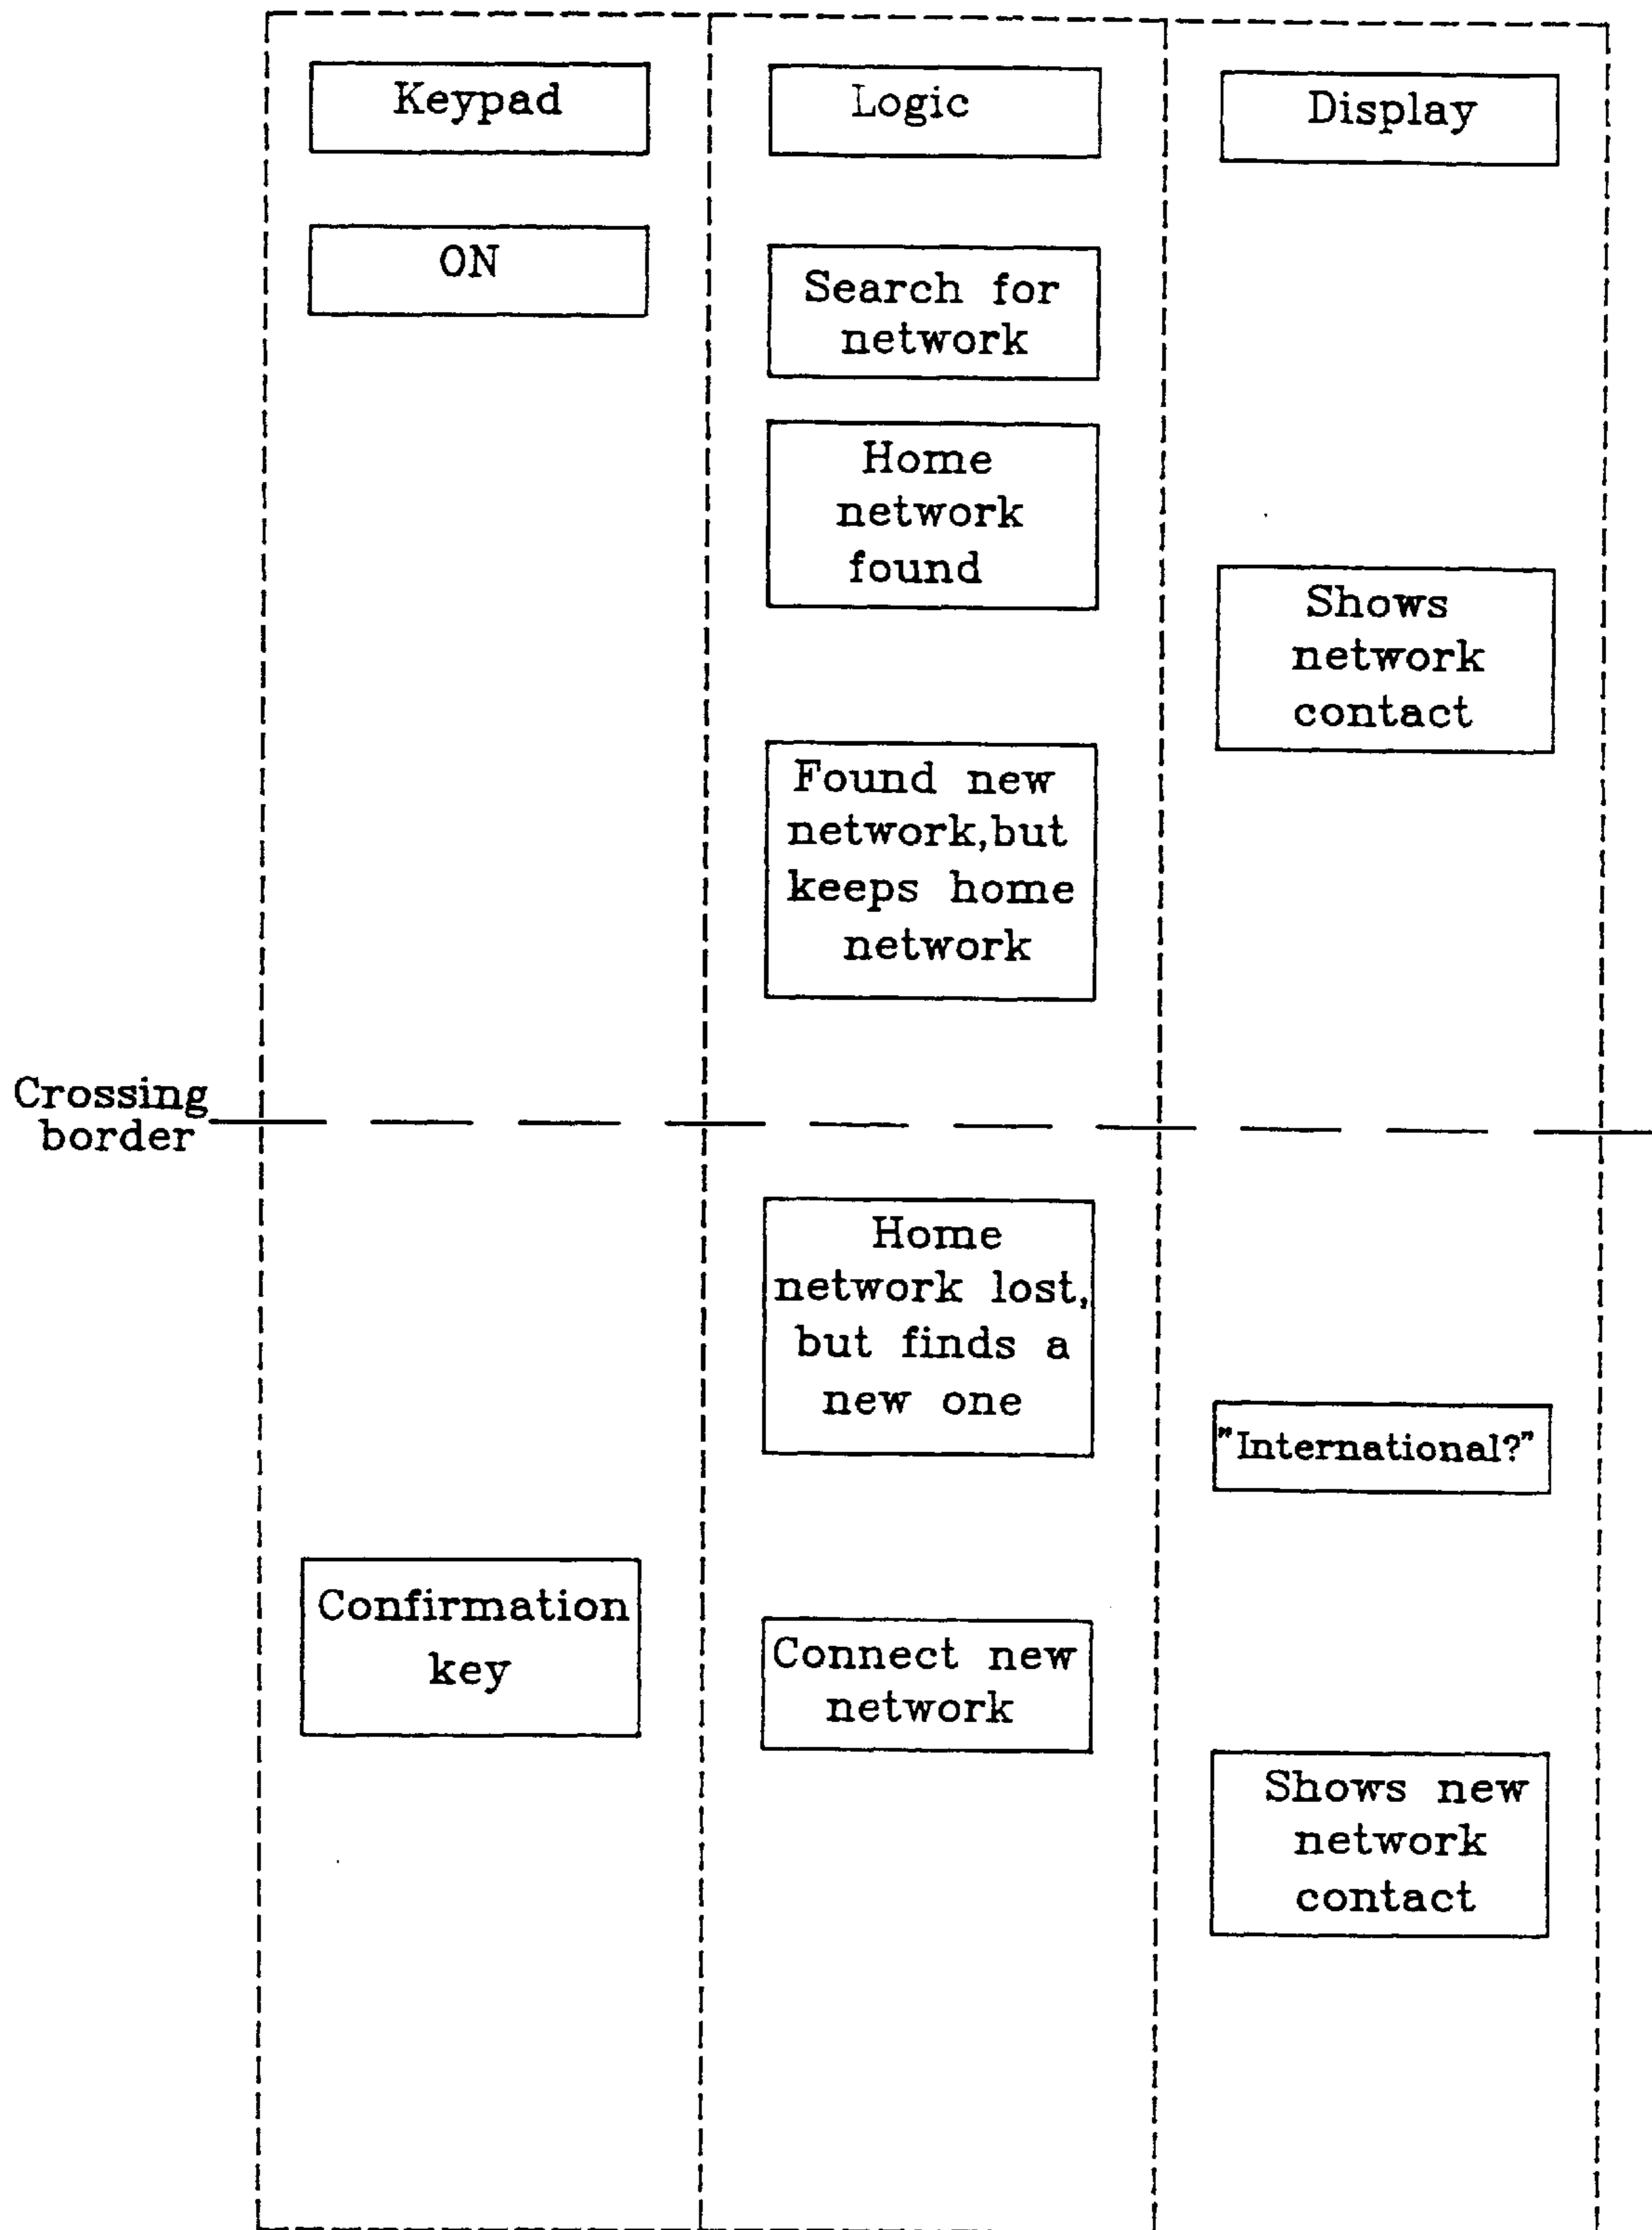 Keypad
Logic
Display
ON
Search for
network
Home
network
found
Shows
network
contact
Found new
network,but
keeps home
network
Crossing
border
Home
network lost,
but finds a
new one
"International?"
Confirmation
key
Connect new
network
Shows new
network
contact